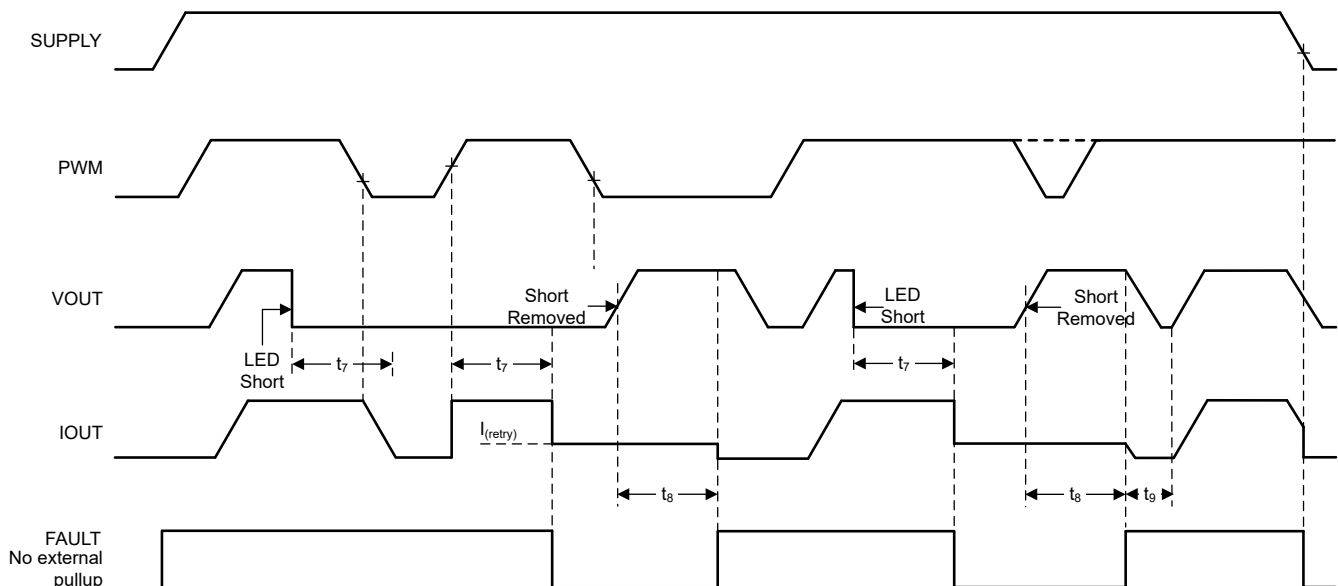 SUPPLY
PWM
VOUT
LED
Short
Short
Removed
LED
Short
Short
Removed
t7
t7
t7
IOUT
I(retry)
t8
t8
t9
FAULT
No external
pullup